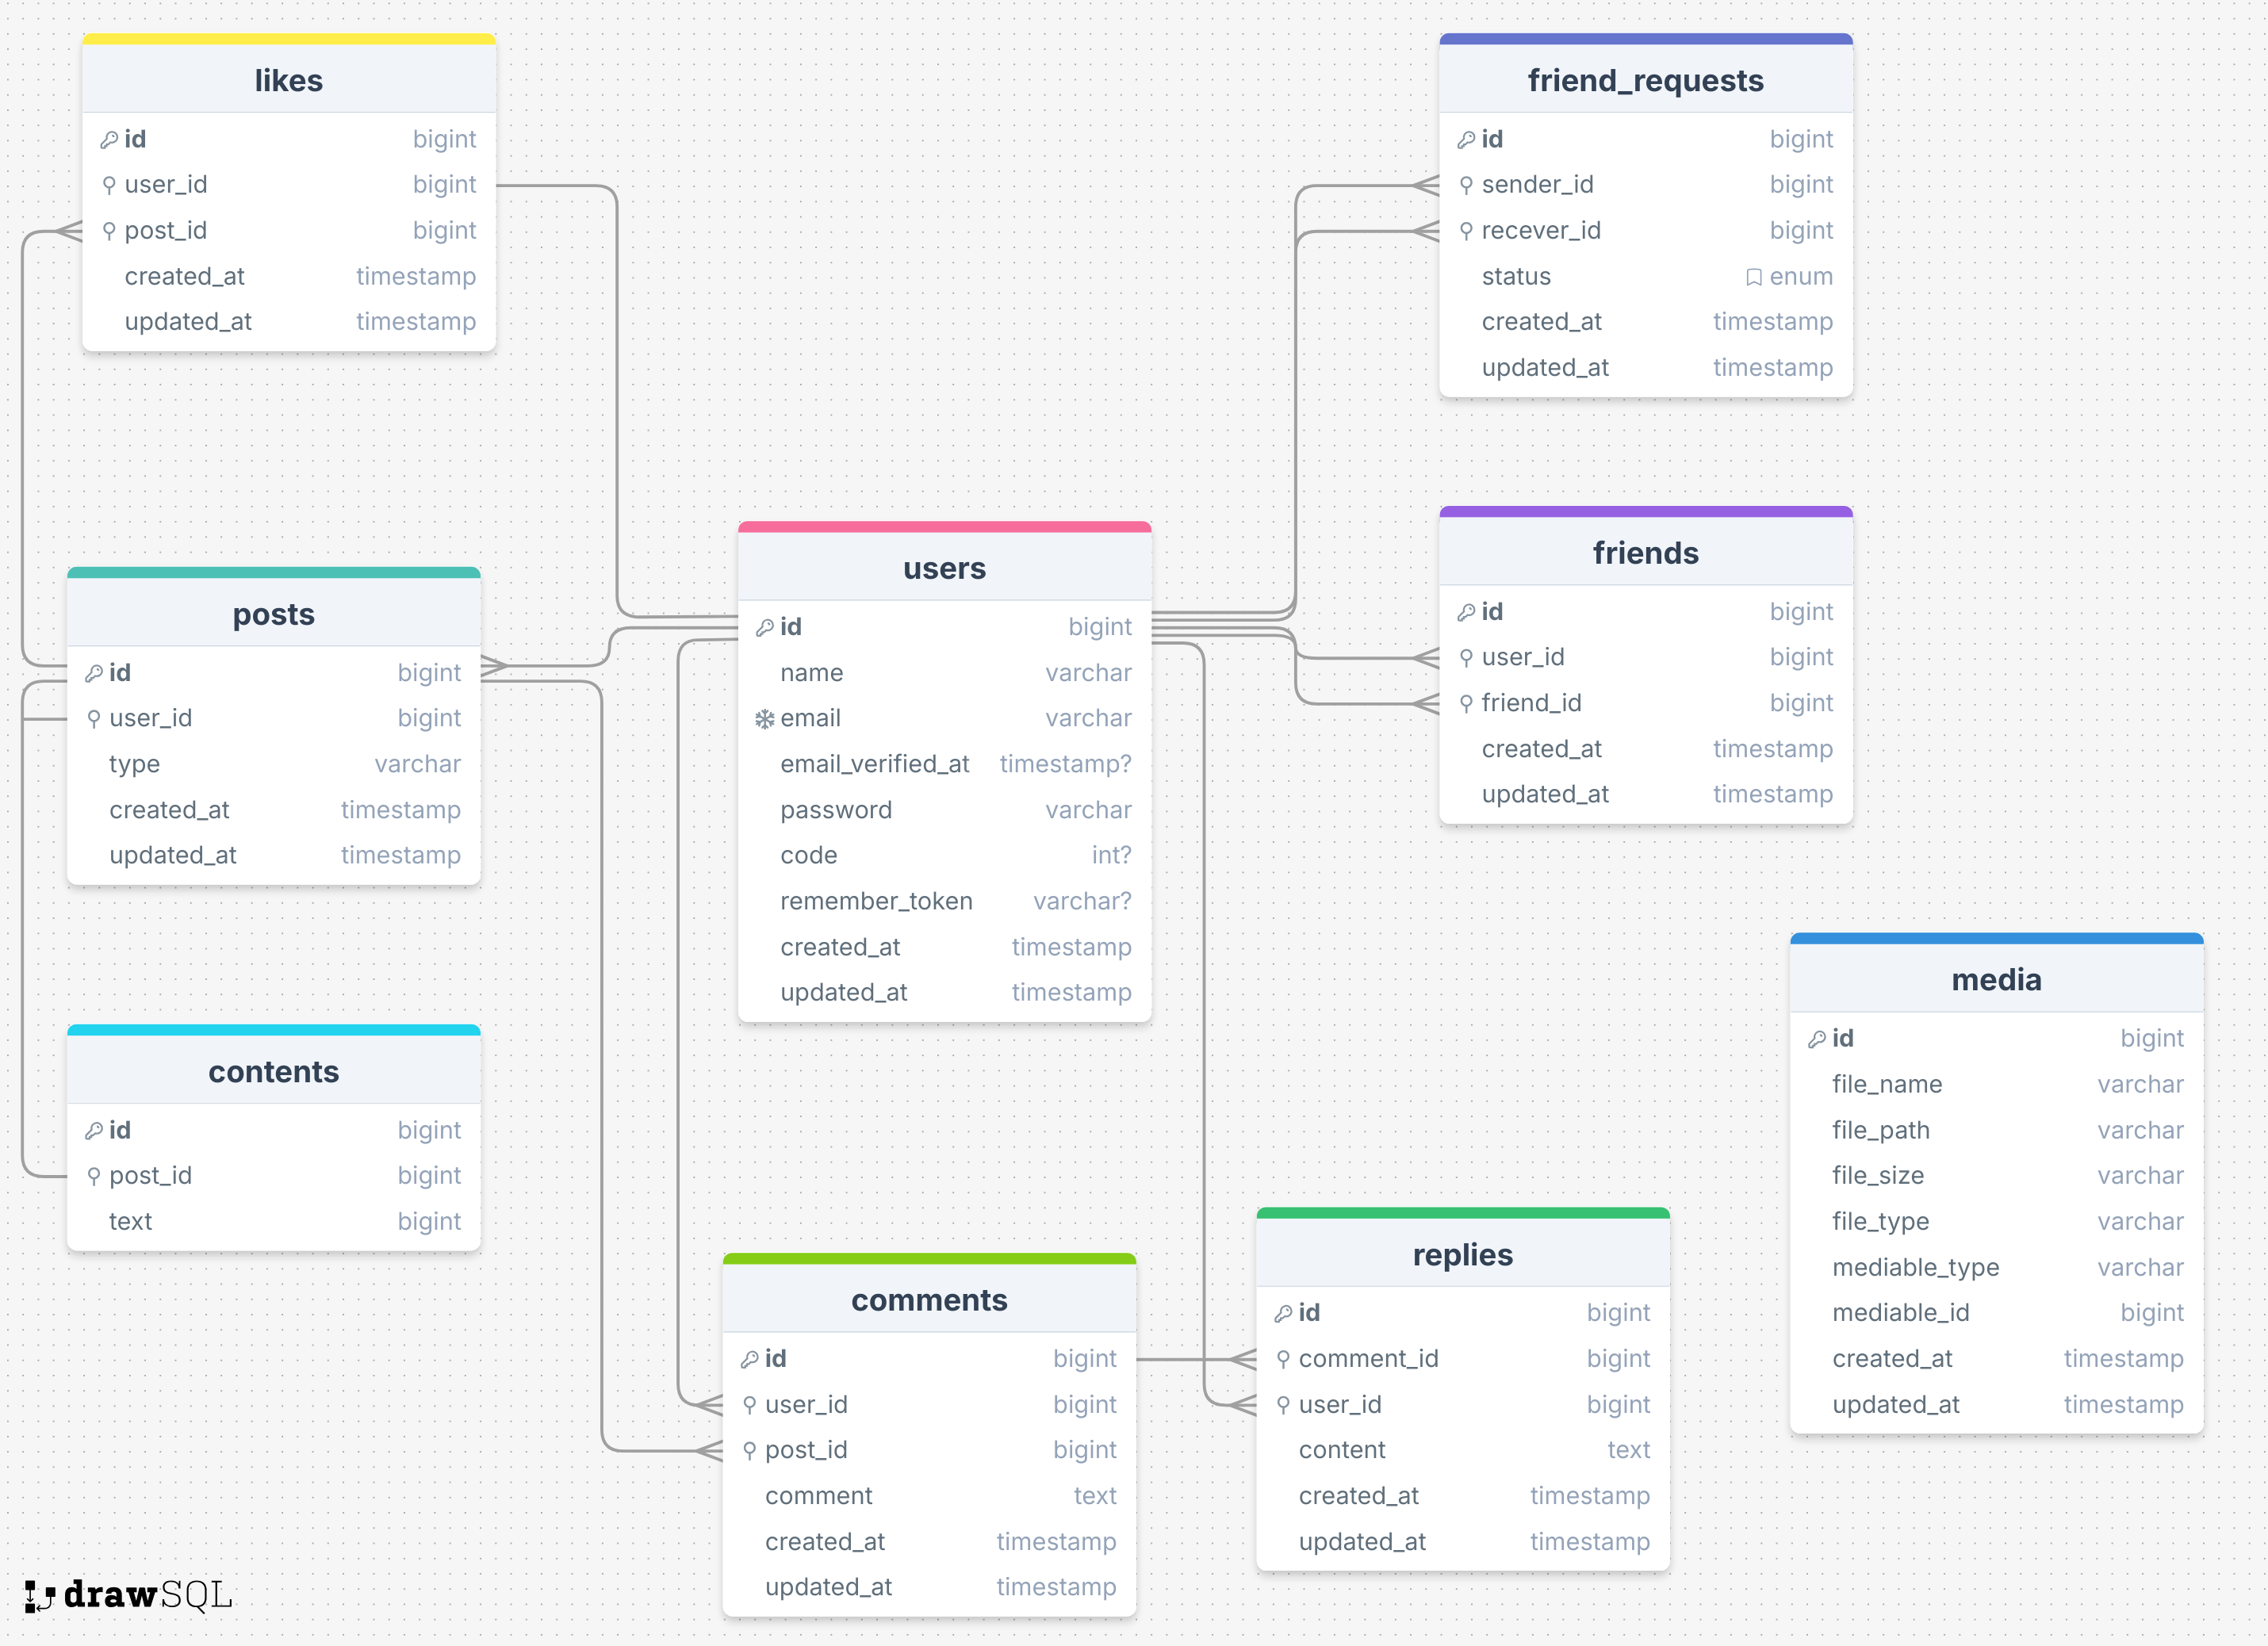 likes
id bigint
user_id bigint
post_id bigint
created_at timestamp
updated_at timestamp
friend_requests
id bigint
sender_id bigint
recever_id bigint
status enum
created_at timestamp
updated_at timestamp
posts
id bigint
user_id bigint
type varchar
created_at timestamp
updated_at timestamp
users
id bigint
name varchar
email varchar
email_verified_at timestamp?
password varchar
code int?
remember_token varchar?
created_at timestamp
updated_at timestamp
friends
id bigint
user_id bigint
friend_id bigint
created_at timestamp
updated_at timestamp
contents
id bigint
post_id bigint
text bigint
media
id bigint
file_name varchar
file_path varchar
file_size varchar
file_type varchar
mediable_type varchar
mediable_id bigint
created_at timestamp
updated_at timestamp
comments
id bigint
user_id bigint
post_id bigint
comment text
created_at timestamp
updated_at timestamp
replies
id bigint
comment_id bigint
user_id bigint
content text
created_at timestamp
updated_at timestamp
drawSQL